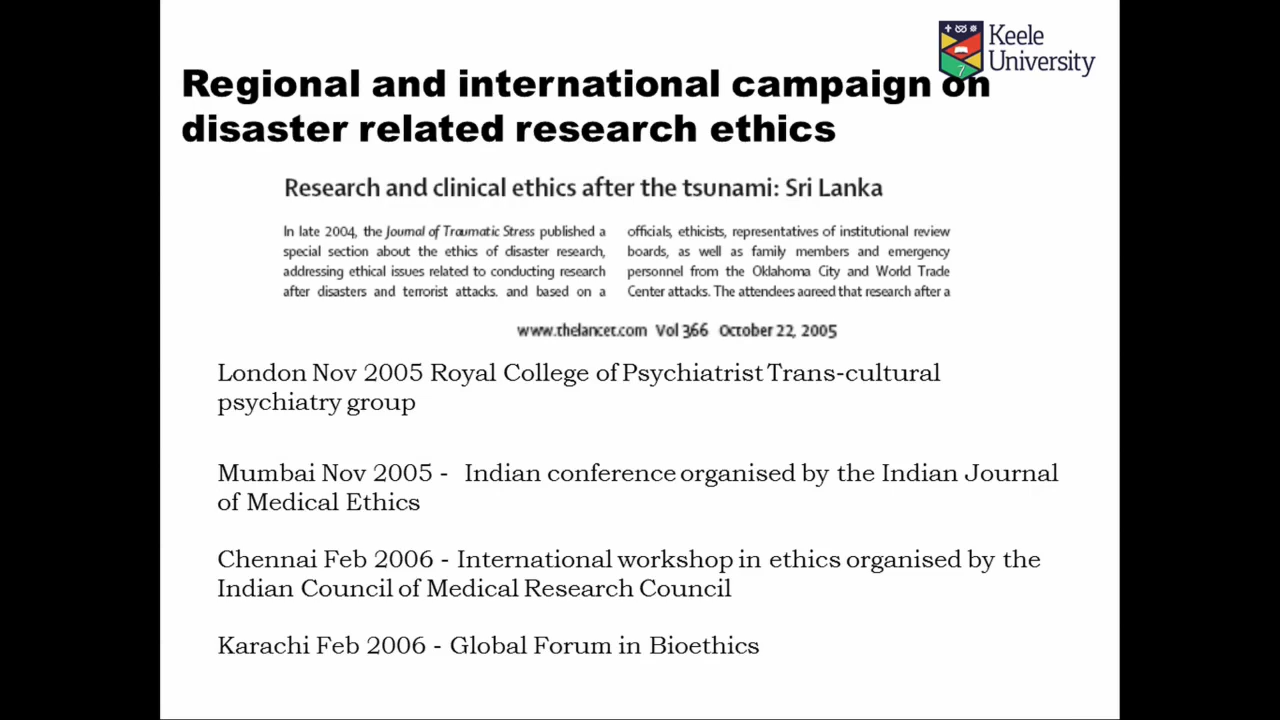 Keele
University
Regional and international campaign on
disaster related research ethics
Research and clinical ethics after the tsunami: Sri Lanka
In late 2004, the Journal of Traumatic Stress published a
special section about the ethics of disaster research,
addressing ethical issues related to conducting research
after disasters and terrorist attacks. and based on a
officials, ethicists, representatives of institutional review
boards, as well as family members and emergency
personnel from the Oklahoma City and World Trade
Center attacks. The attendees agreed that research after a
www.thelancet.com Vol 366 October 22, 2005
London Nov 2005 Royal College of Psychiatrist Trans-cultural
psychiatry group
Mumbai Nov 2005 - Indian conference organised by the Indian Journal
of Medical Ethics
Chennai Feb 2006 - International workshop in ethics organised by the
Indian Council of Medical Research Council
Karachi Feb 2006 - Global Forum in Bioethics